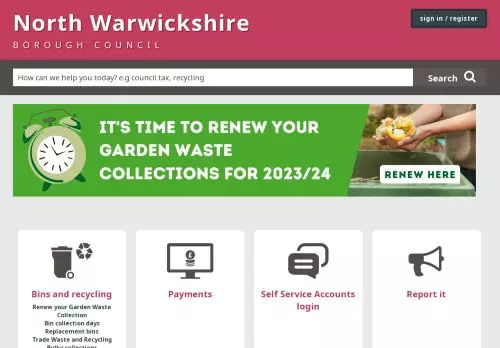 North Warwickshire
BOROUGH COUNCIL
sign in / register
How can we help you today? e.g council tax, recycling
Search
IT'S TIME TO RENEW YOUR
GARDEN WASTE
COLLECTIONS FOR 2023/24
RENEW HERE
Bins and recycling
Renew your Garden Waste
Collection
Bin collection days
Replacement bins
Trade Waste and Recycling
Bulky collections
Payments
Self Service Accounts
login
Report it